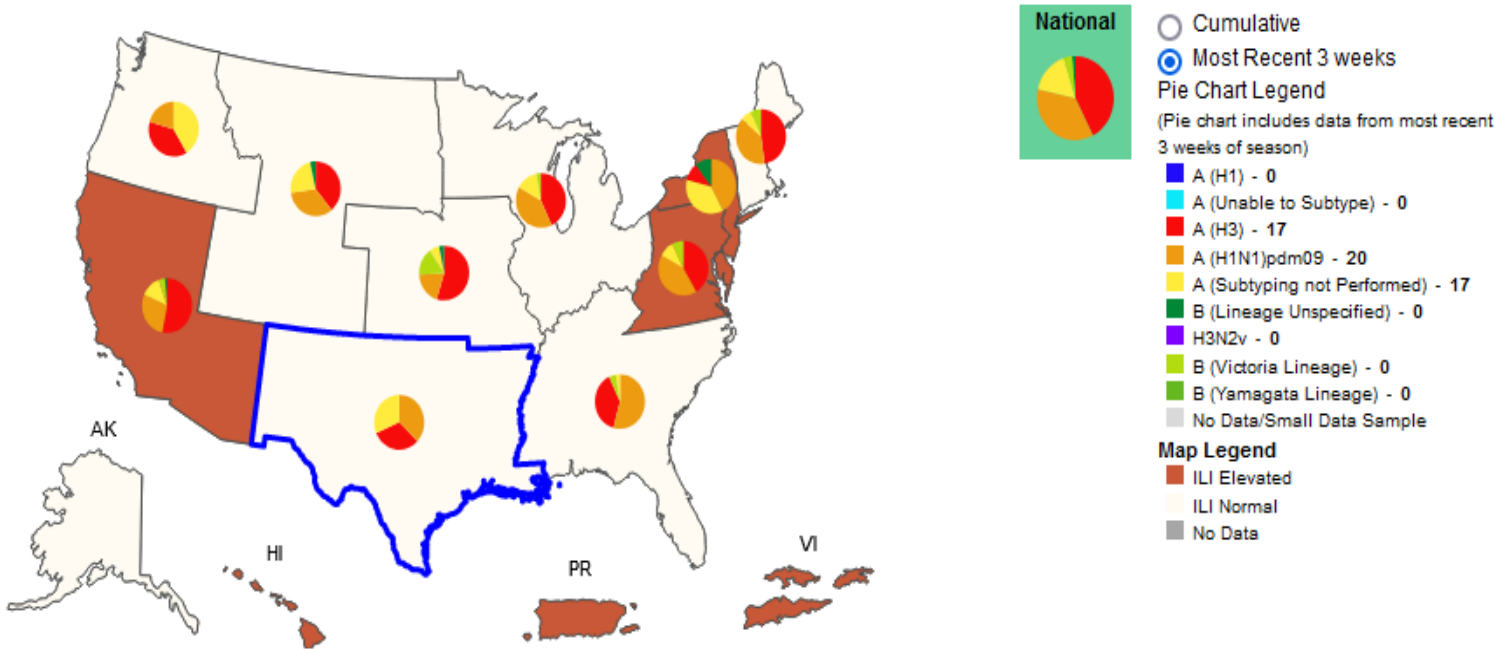 National
Cumulative
Most Recent 3 weeks
Pie Chart Legend
(Pie chart includes data from most recent
3 weeks of season)
A (H1) - 0
A (Unable to Subtype) - 0
A (H3) - 17
A (H1N1)pdm09 - 20
A (Subtyping not Performed) - 17
B (Lineage Unspecified) - 0
H3N2v - 0
B (Victoria Lineage) - 0
B (Yamagata Lineage) - 0
No Data/Small Data Sample
Map Legend
ILI Elevated
ILI Normal
No Data
AK
HI
PR
VI